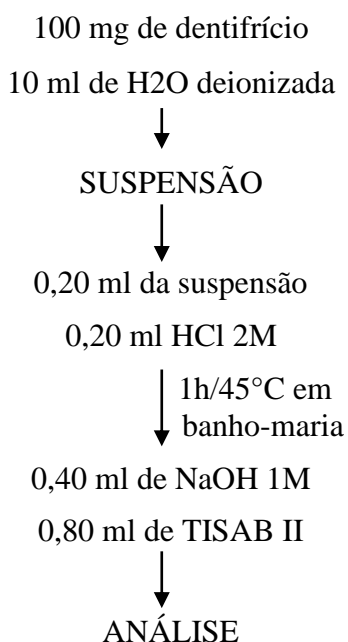 100 mg de dentifrício
10 ml de H2O deionizada
SUSPENSÃO
0,20 ml da suspensão
0,20 ml HCl 2M
1h/45°C em
banho-maria
0,40 ml de NaOH 1M
0,80 ml de TISAB II
ANÁLISE